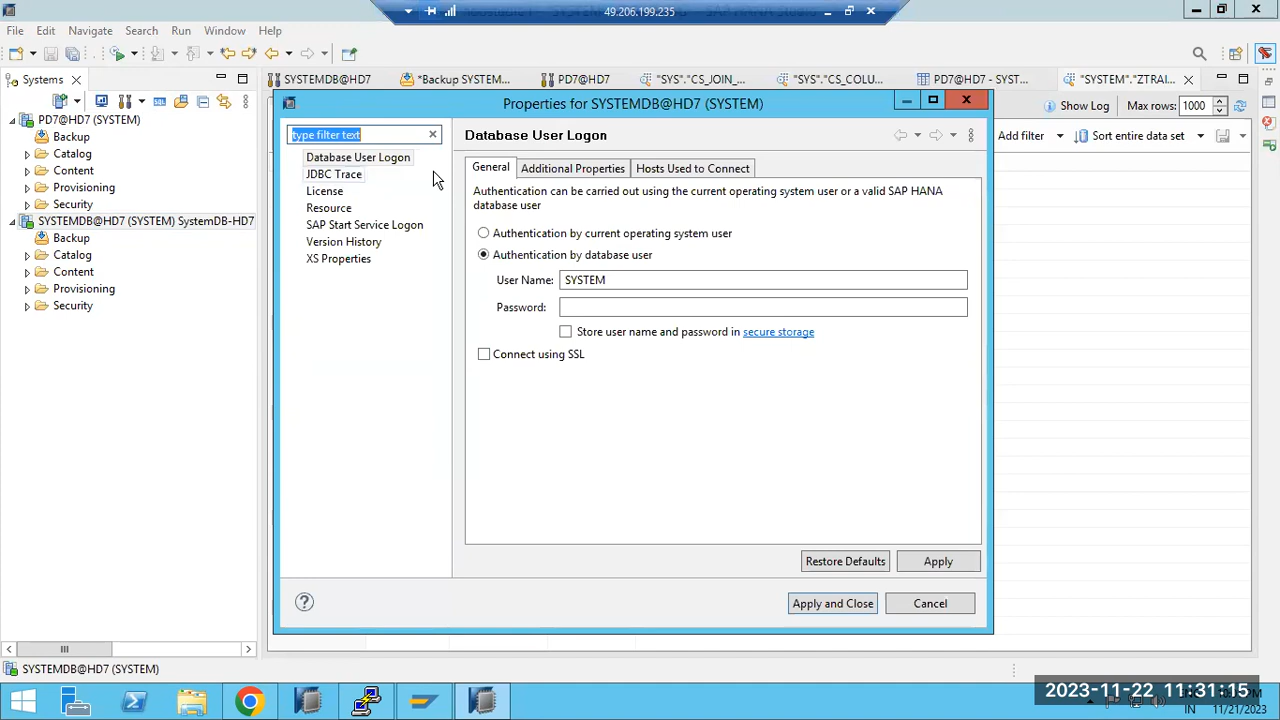 49.206.199.235
File Edit Navigate Search Run Window Help
Systems
SYSTEMDB@HD7
*Backup SYSTEM...
PD7@HD7
"SYS"."CS_JOIN_...
"SYS"."CS_COLU...
PD7@HD7 - SYST...
"SYSTEM"."ZTRAI...
Show Log
Max rows: 1000
Add filter
Sort entire data set
PD7@HD7 (SYSTEM)
Backup
Catalog
Content
Provisioning
Security
SYSTEMDB@HD7 (SYSTEM) SystemDB-HD7
Backup
Catalog
Content
Provisioning
Security
Properties for SYSTEMDB@HD7 (SYSTEM)
type filter text
Database User Logon
JDBC Trace
License
Resource
SAP Start Service Logon
Version History
XS Properties
Database User Logon
General
Additional Properties
Hosts Used to Connect
Authentication can be carried out using the current operating system user or a valid SAP HANA
database user
Authentication by current operating system user
Authentication by database user
User Name: SYSTEM
Password:
Store user name and password in secure storage
Connect using SSL
Restore Defaults
Apply
Apply and Close
Cancel
SYSTEMDB@HD7 (SYSTEM)
2023-11-22 11:31:15
IN 11/21/2023